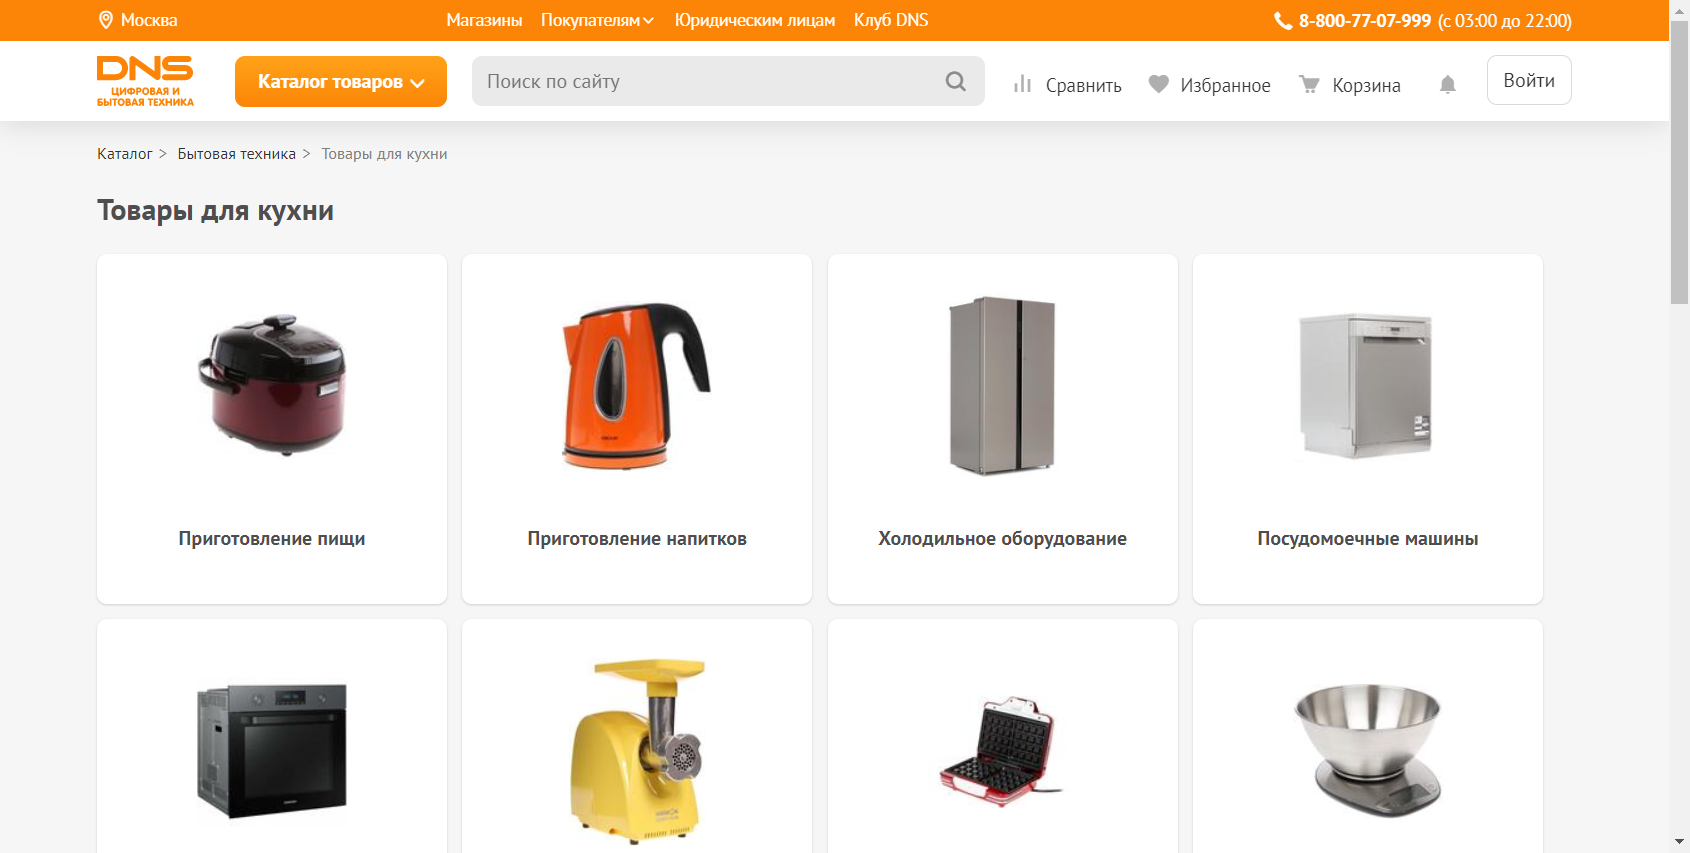 Москва
Магазины
Покупателям
Юридическим лицам
Клуб DNS
8-800-77-07-999 (с 03:00 до 22:00)
DNS
ЦИФРОВАЯ И
БЫТОВАЯ ТЕХНИКА
Каталог товаров
Поиск по сайту
Сравнить
Избранное
Корзина
Войти
Каталог > Бытовая техника > Товары для кухни
Товары для кухни
Приготовление пищи
Приготовление напитков
Холодильное оборудование
Посудомоечные машины